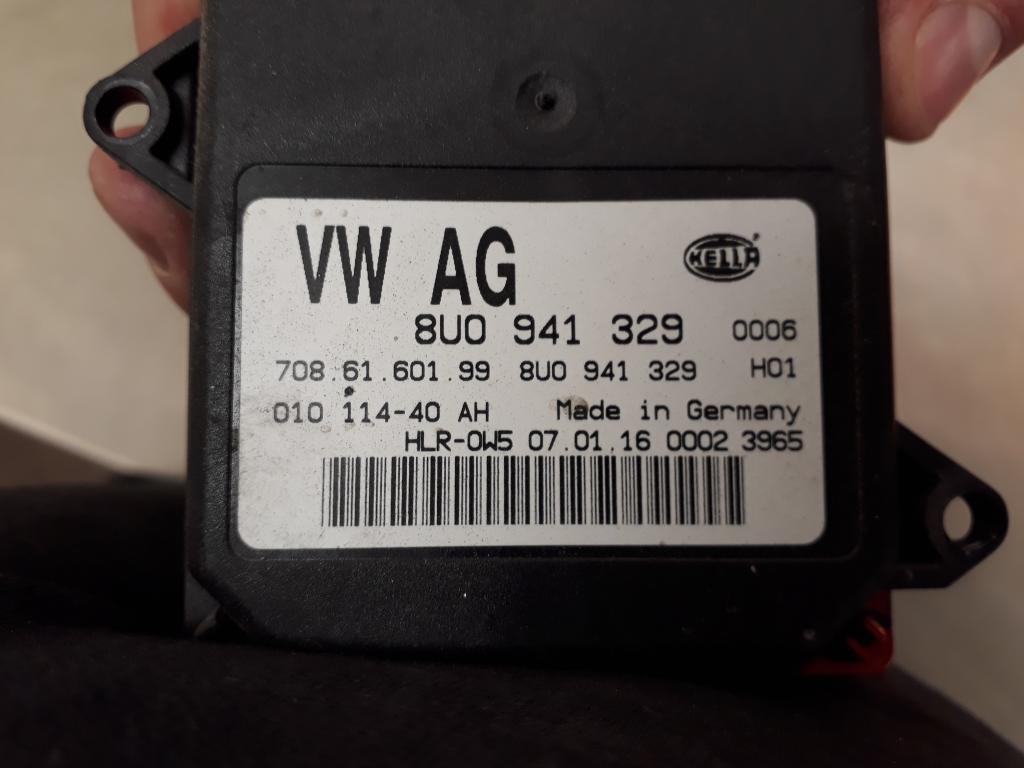 VW AG
HELLA
8U0 941 329 0006
708.61.601.99 8U0 941 329 H01
010 114-40 AH Made in Germany
HLR-0W5 07.01.16 0002 3965